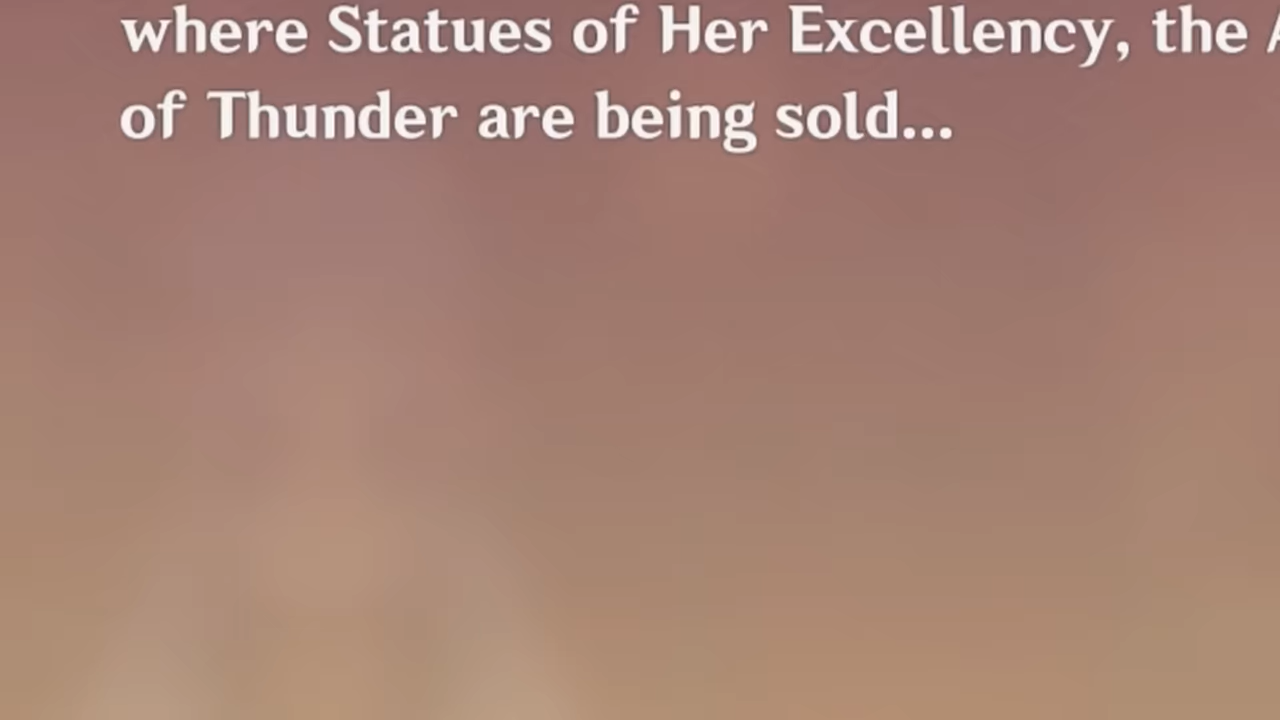 where Statues of Her Excellency, the
of Thunder are being sold...